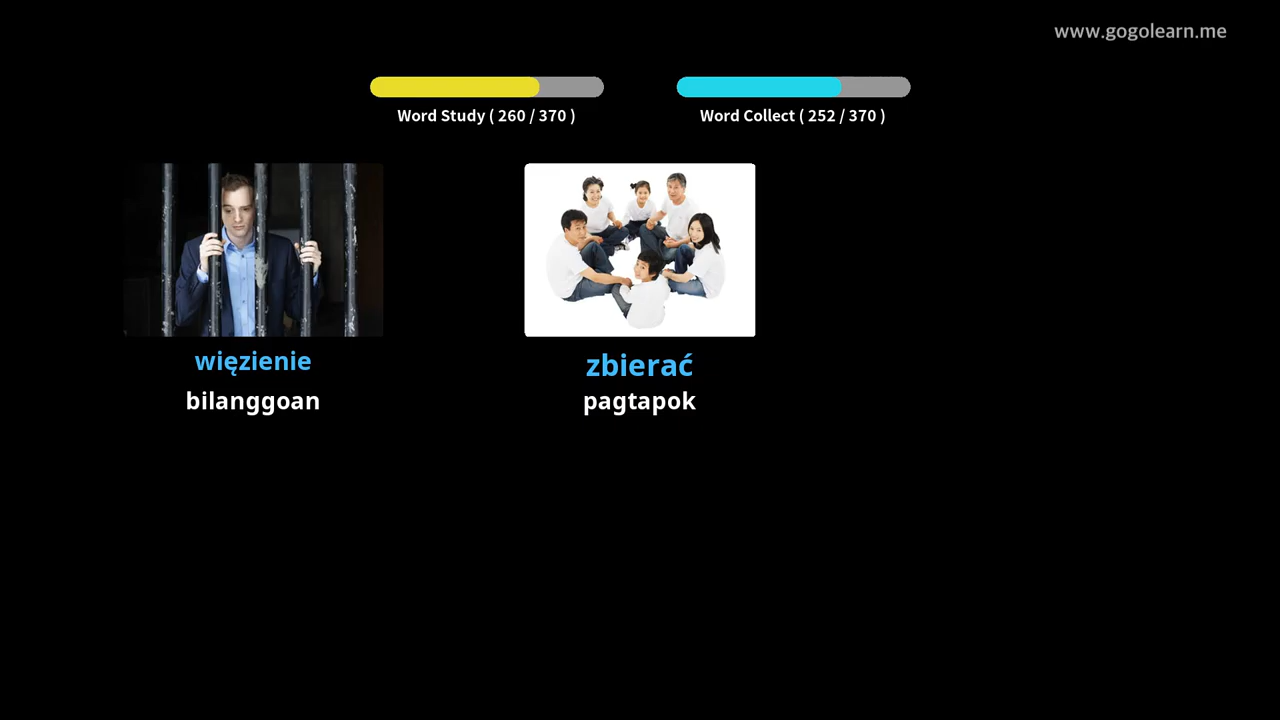 www.gogolearn.me
Word Study ( 260 / 370 )
Word Collect ( 252 / 370 )
więzienie
bilanggoan
zbierać
pagtapok